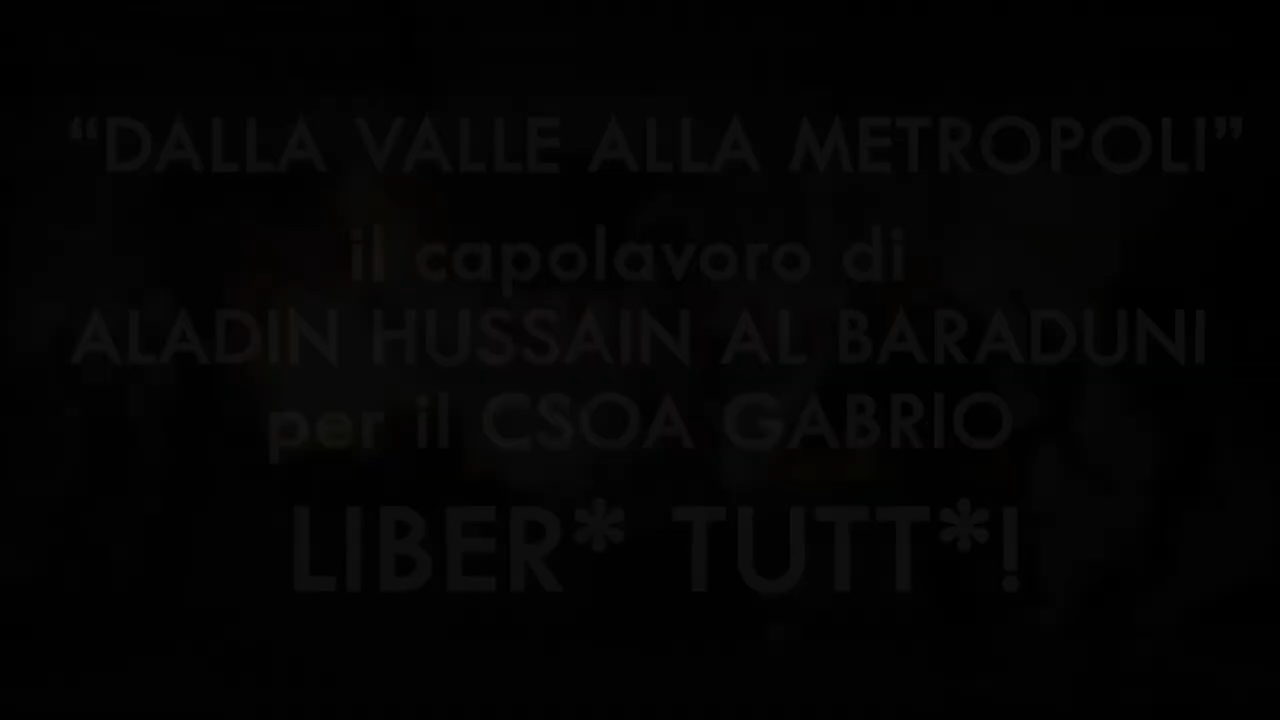 “DALLA VALLE ALLA METROPOLI”
il capolavoro di
ALADIN HUSSAIN AL BARADUNI
per il CSOA GABRIO
LIBER* TUTT*!